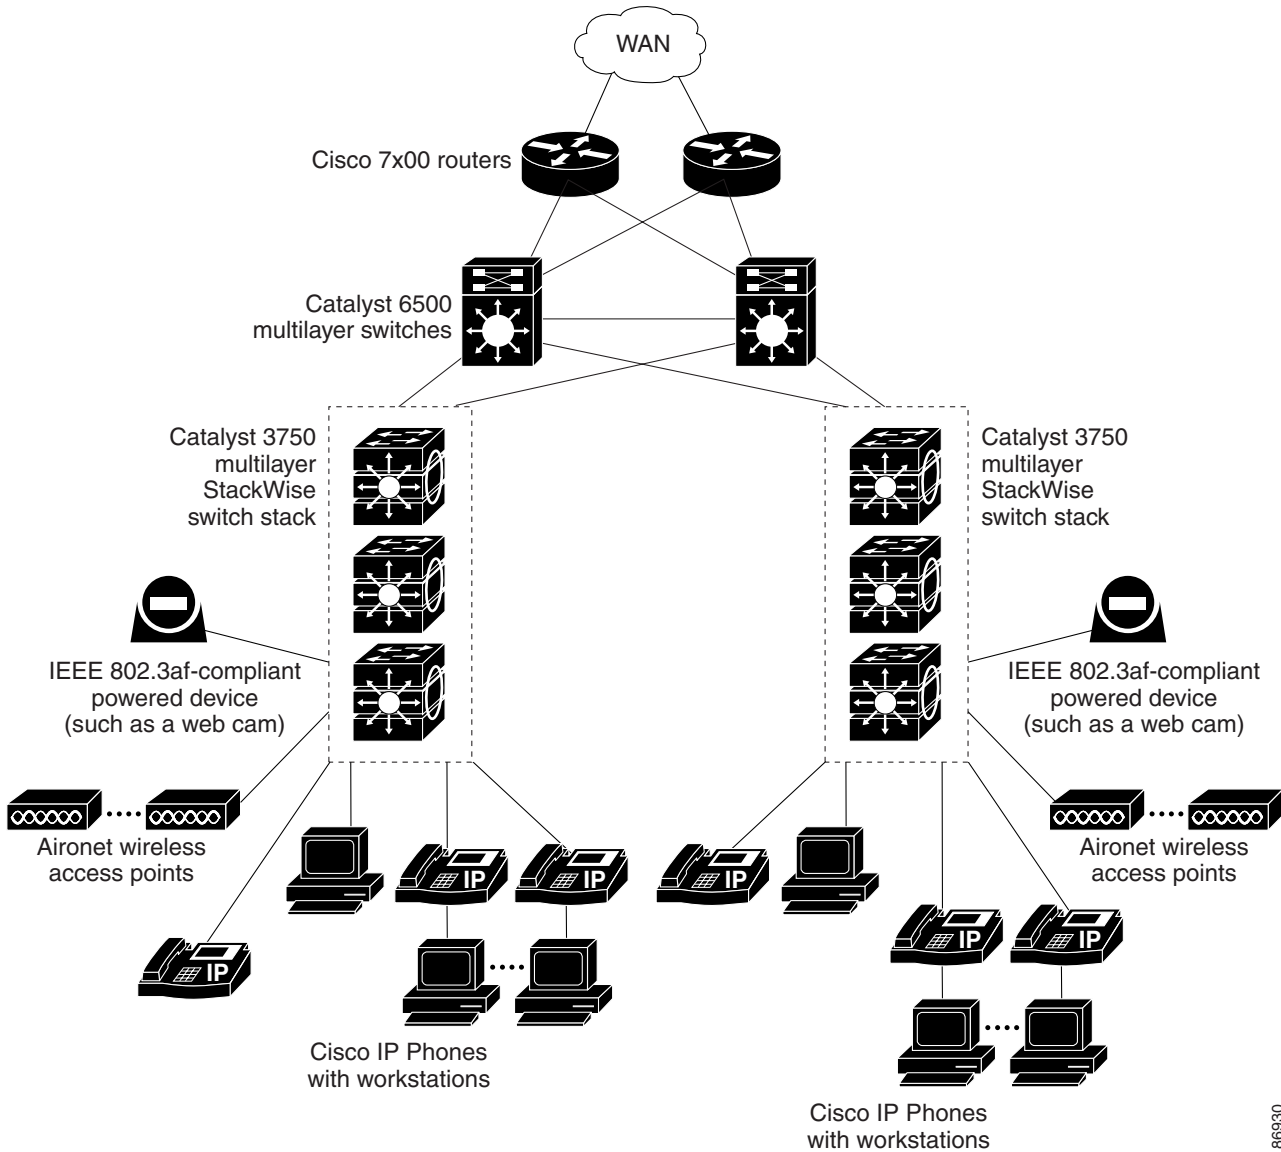 WAN
Cisco 7x00 routers
Catalyst 6500
multilayer switches
Catalyst 3750
multilayer
StackWise
switch stack
Catalyst 3750
multilayer
StackWise
switch stack
IEEE 802.3af-compliant
powered device
(such as a web cam)
IEEE 802.3af-compliant
powered device
(such as a web cam)
Aironet wireless
access points
Aironet wireless
access points
IP
IP
IP
IP
IP
IP
Cisco IP Phones
with workstations
Cisco IP Phones
with workstations
86930